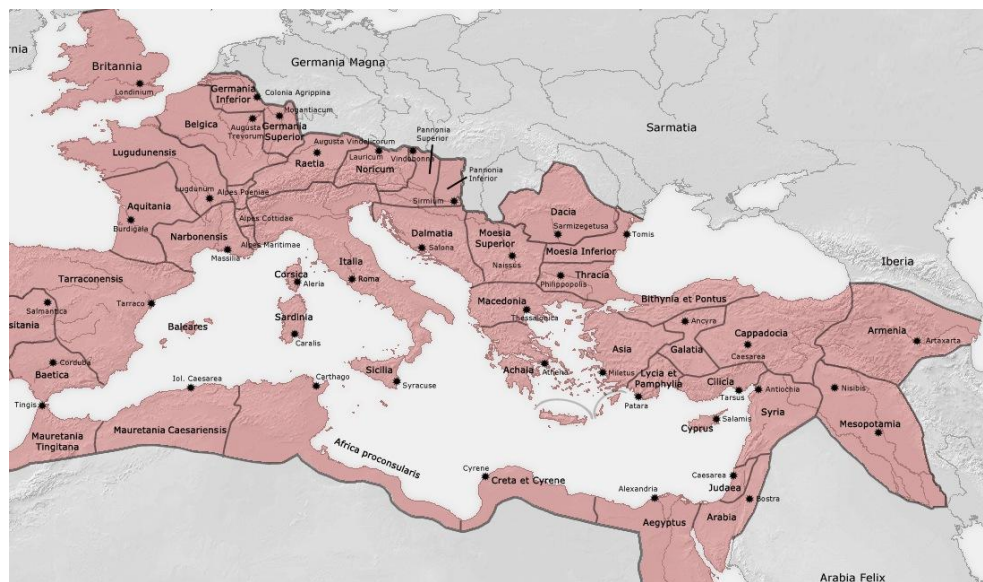 rnia
Britannia
Londinium
Germania Magna
Sarmatia
Germania
Inferior
Colonia Agrippina
Mogantiacum
Belgica
Augusta
Treyorum
Germania
Superior
Pannonia
Superior
Lugudunensis
Augusta Vindelicorum
Raetia
Lauricum
Noricum
Vindobonne
Pannonia
Inferior
Sirmium
Lugdunum
Alpes Poeniae
Aquitania
Burdigala
Narbonensis
Massilia
Alpes Cottidae
Alpes Maritimae
Dalmatia
Salona
Moesia
Superior
Naissus
Dacia
Sarmizegetusa
Moesia Inferior
Tomis
Iberia
Tarraconensis
Tarraco
Salmantica
sitania
Corduba
Baetica
Tingis
Baleares
Corsica
Aleria
Italia
Roma
Sardinia
Caralis
Thracia
Philippopolis
Macedonia
Thessalonica
Bithynia et Pontus
Ancyra
Cappadocia
Caesarea
Armenia
Artaxarta
Asia
Galatia
Achaia
Athena
Miletus
Lycia et
Pamphylia
Patara
Cilicia
Tarsus
Antiochia
Nisibis
Syria
Mesopotamia
Sicilia
Syracuse
Carthago
Iol. Caesarea
Mauretania
Tingitana
Mauretania Caesariensis
Africa proconsularis
Cyprus
Salamis
Cyrene
Creta et Cyrene
Alexandria
Caesarea
Judaea
Bostra
Aegyptus
Arabia
Arabia Felix